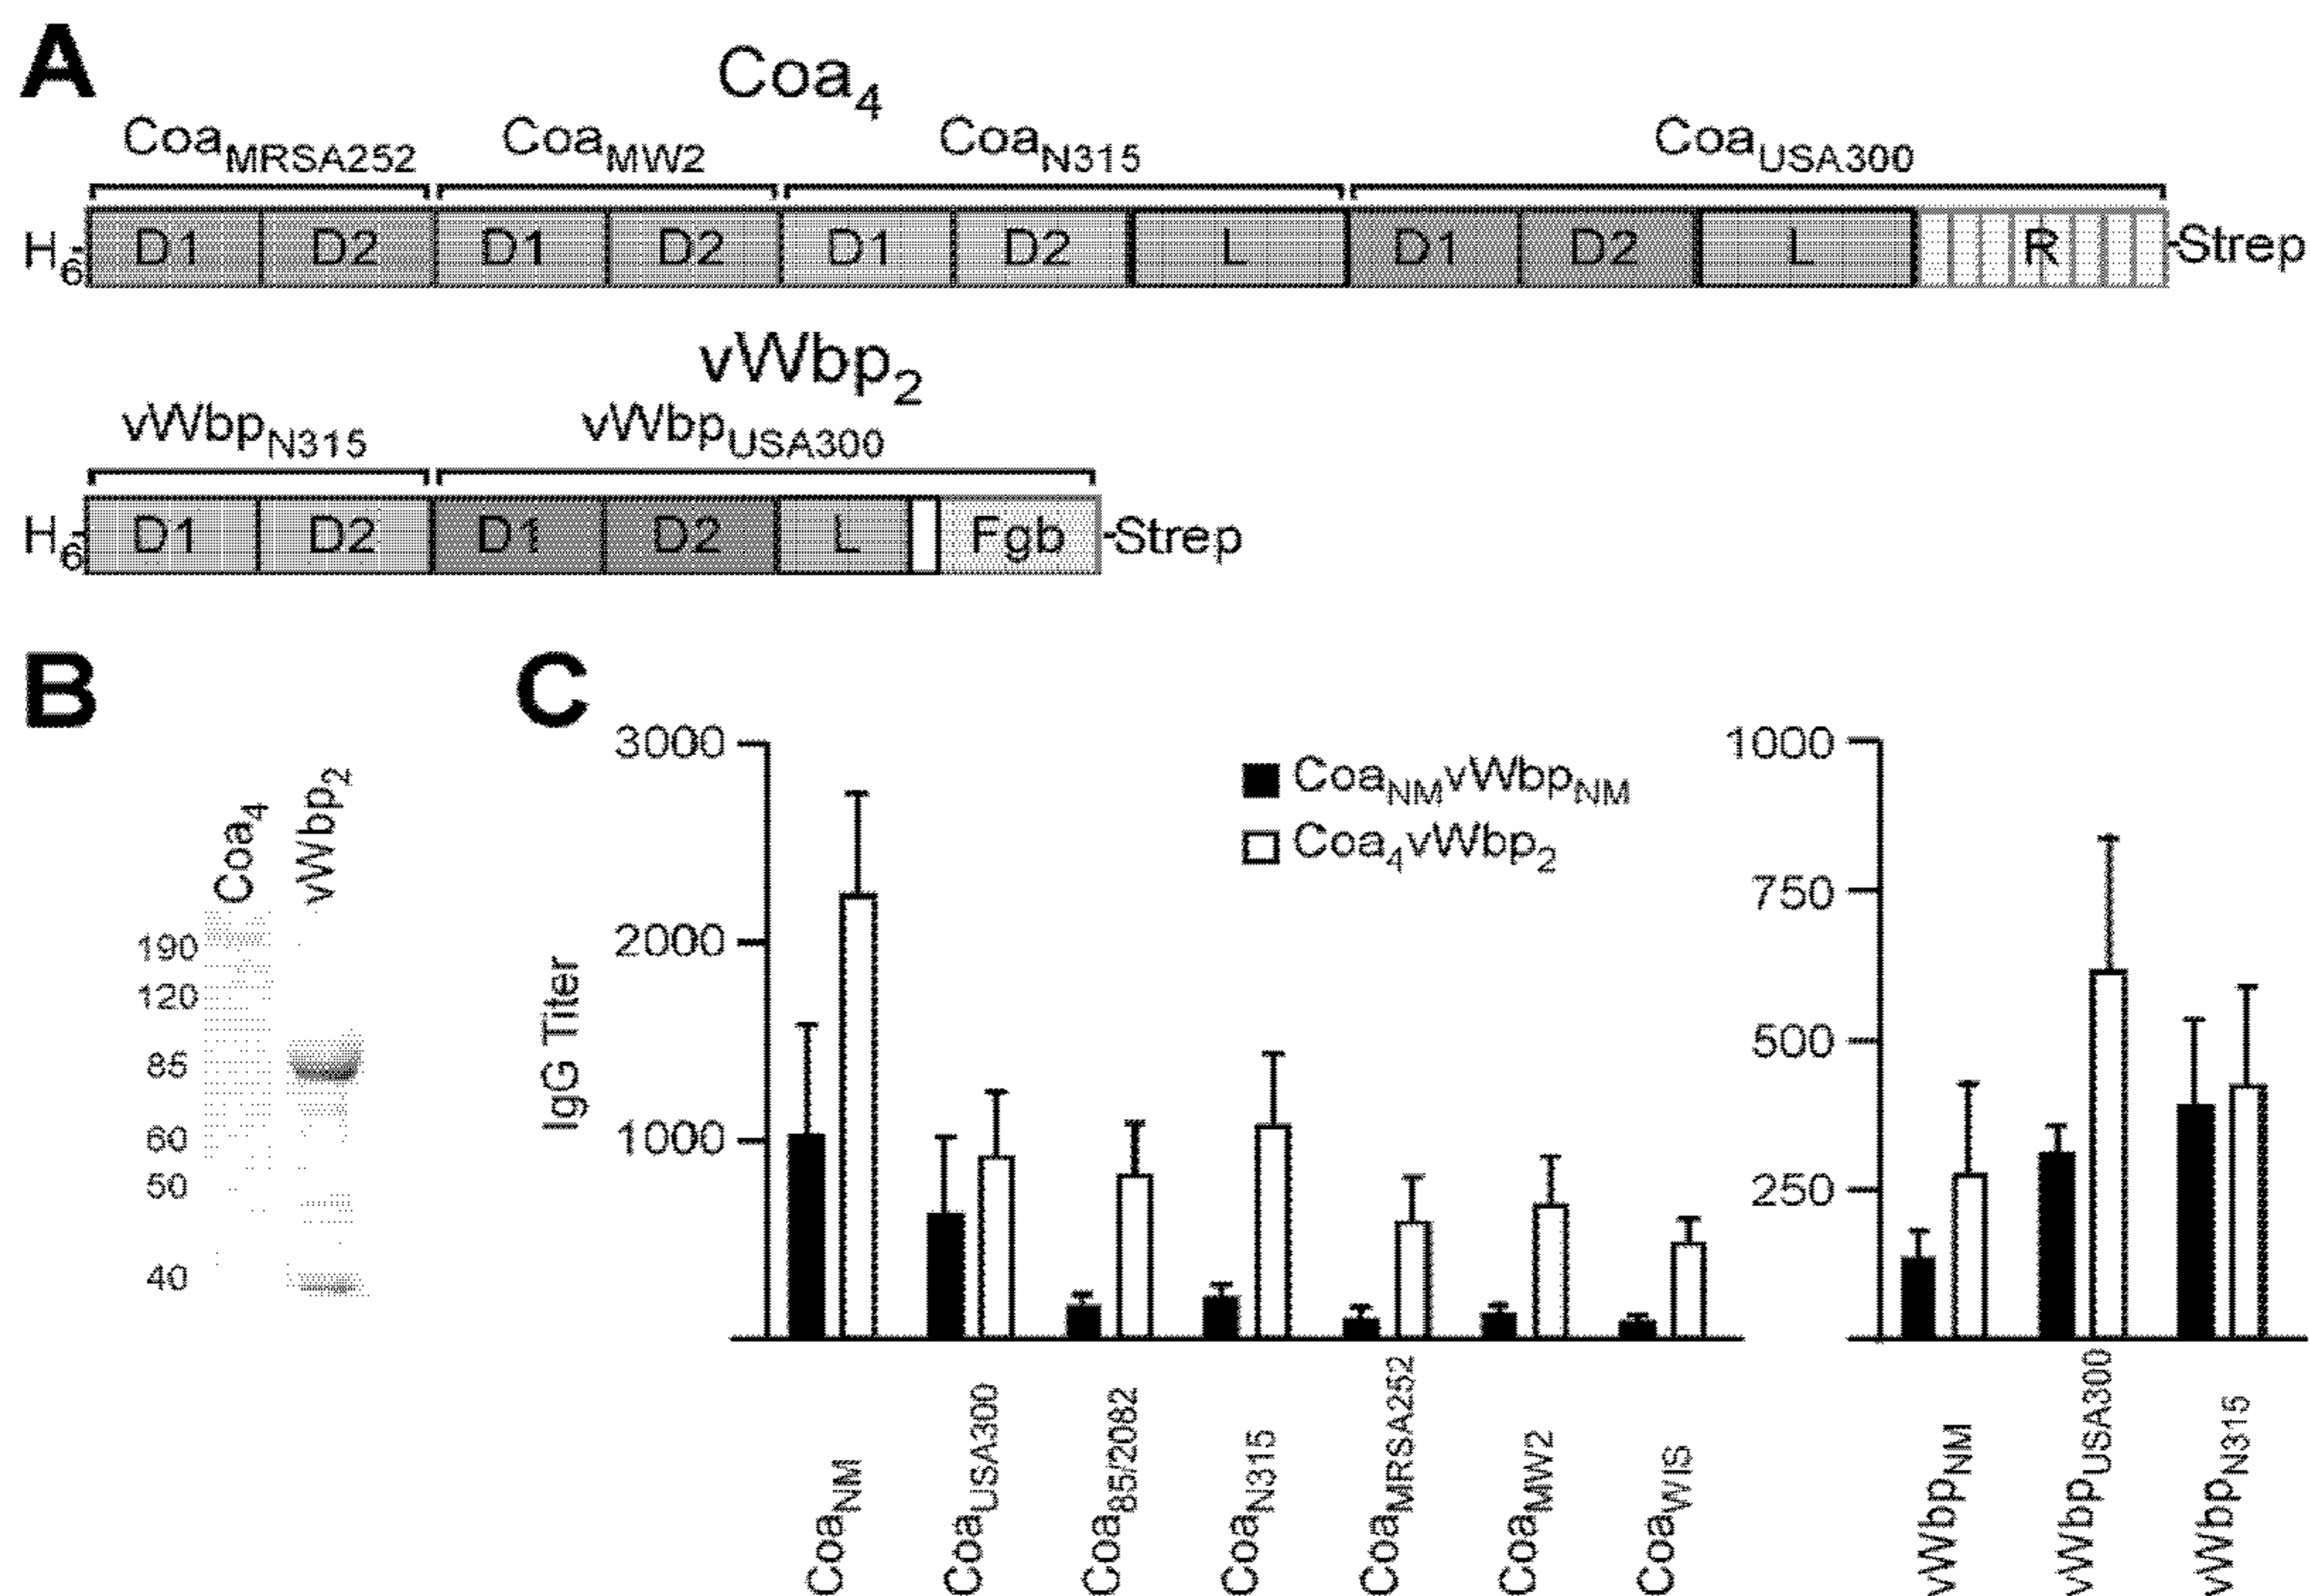 A
Coa4
CoaMRSA252 CoaMW2 CoaN315 CoaUSA300
H6- D1 D2 D1 D2 D1 D2 L D1 D2 L R -Strep
vWbp2
vWbpN315 vWbpUSA300
H6- D1 D2 D1 D2 L Fgb -Strep
B
Coa4 vWbp2
190
120
85
60
50
40
C
IgG Titer
3000
2000
1000
CoaNMvWbpNM
Coa4vWbp2
CoaNM CoaUSA300 Coa85/2082 CoaN315 CoaMRSA252 CoaMW2 CoaWIS
1000
750
500
250
vWbpNM vWbpUSA300 vWbpN315